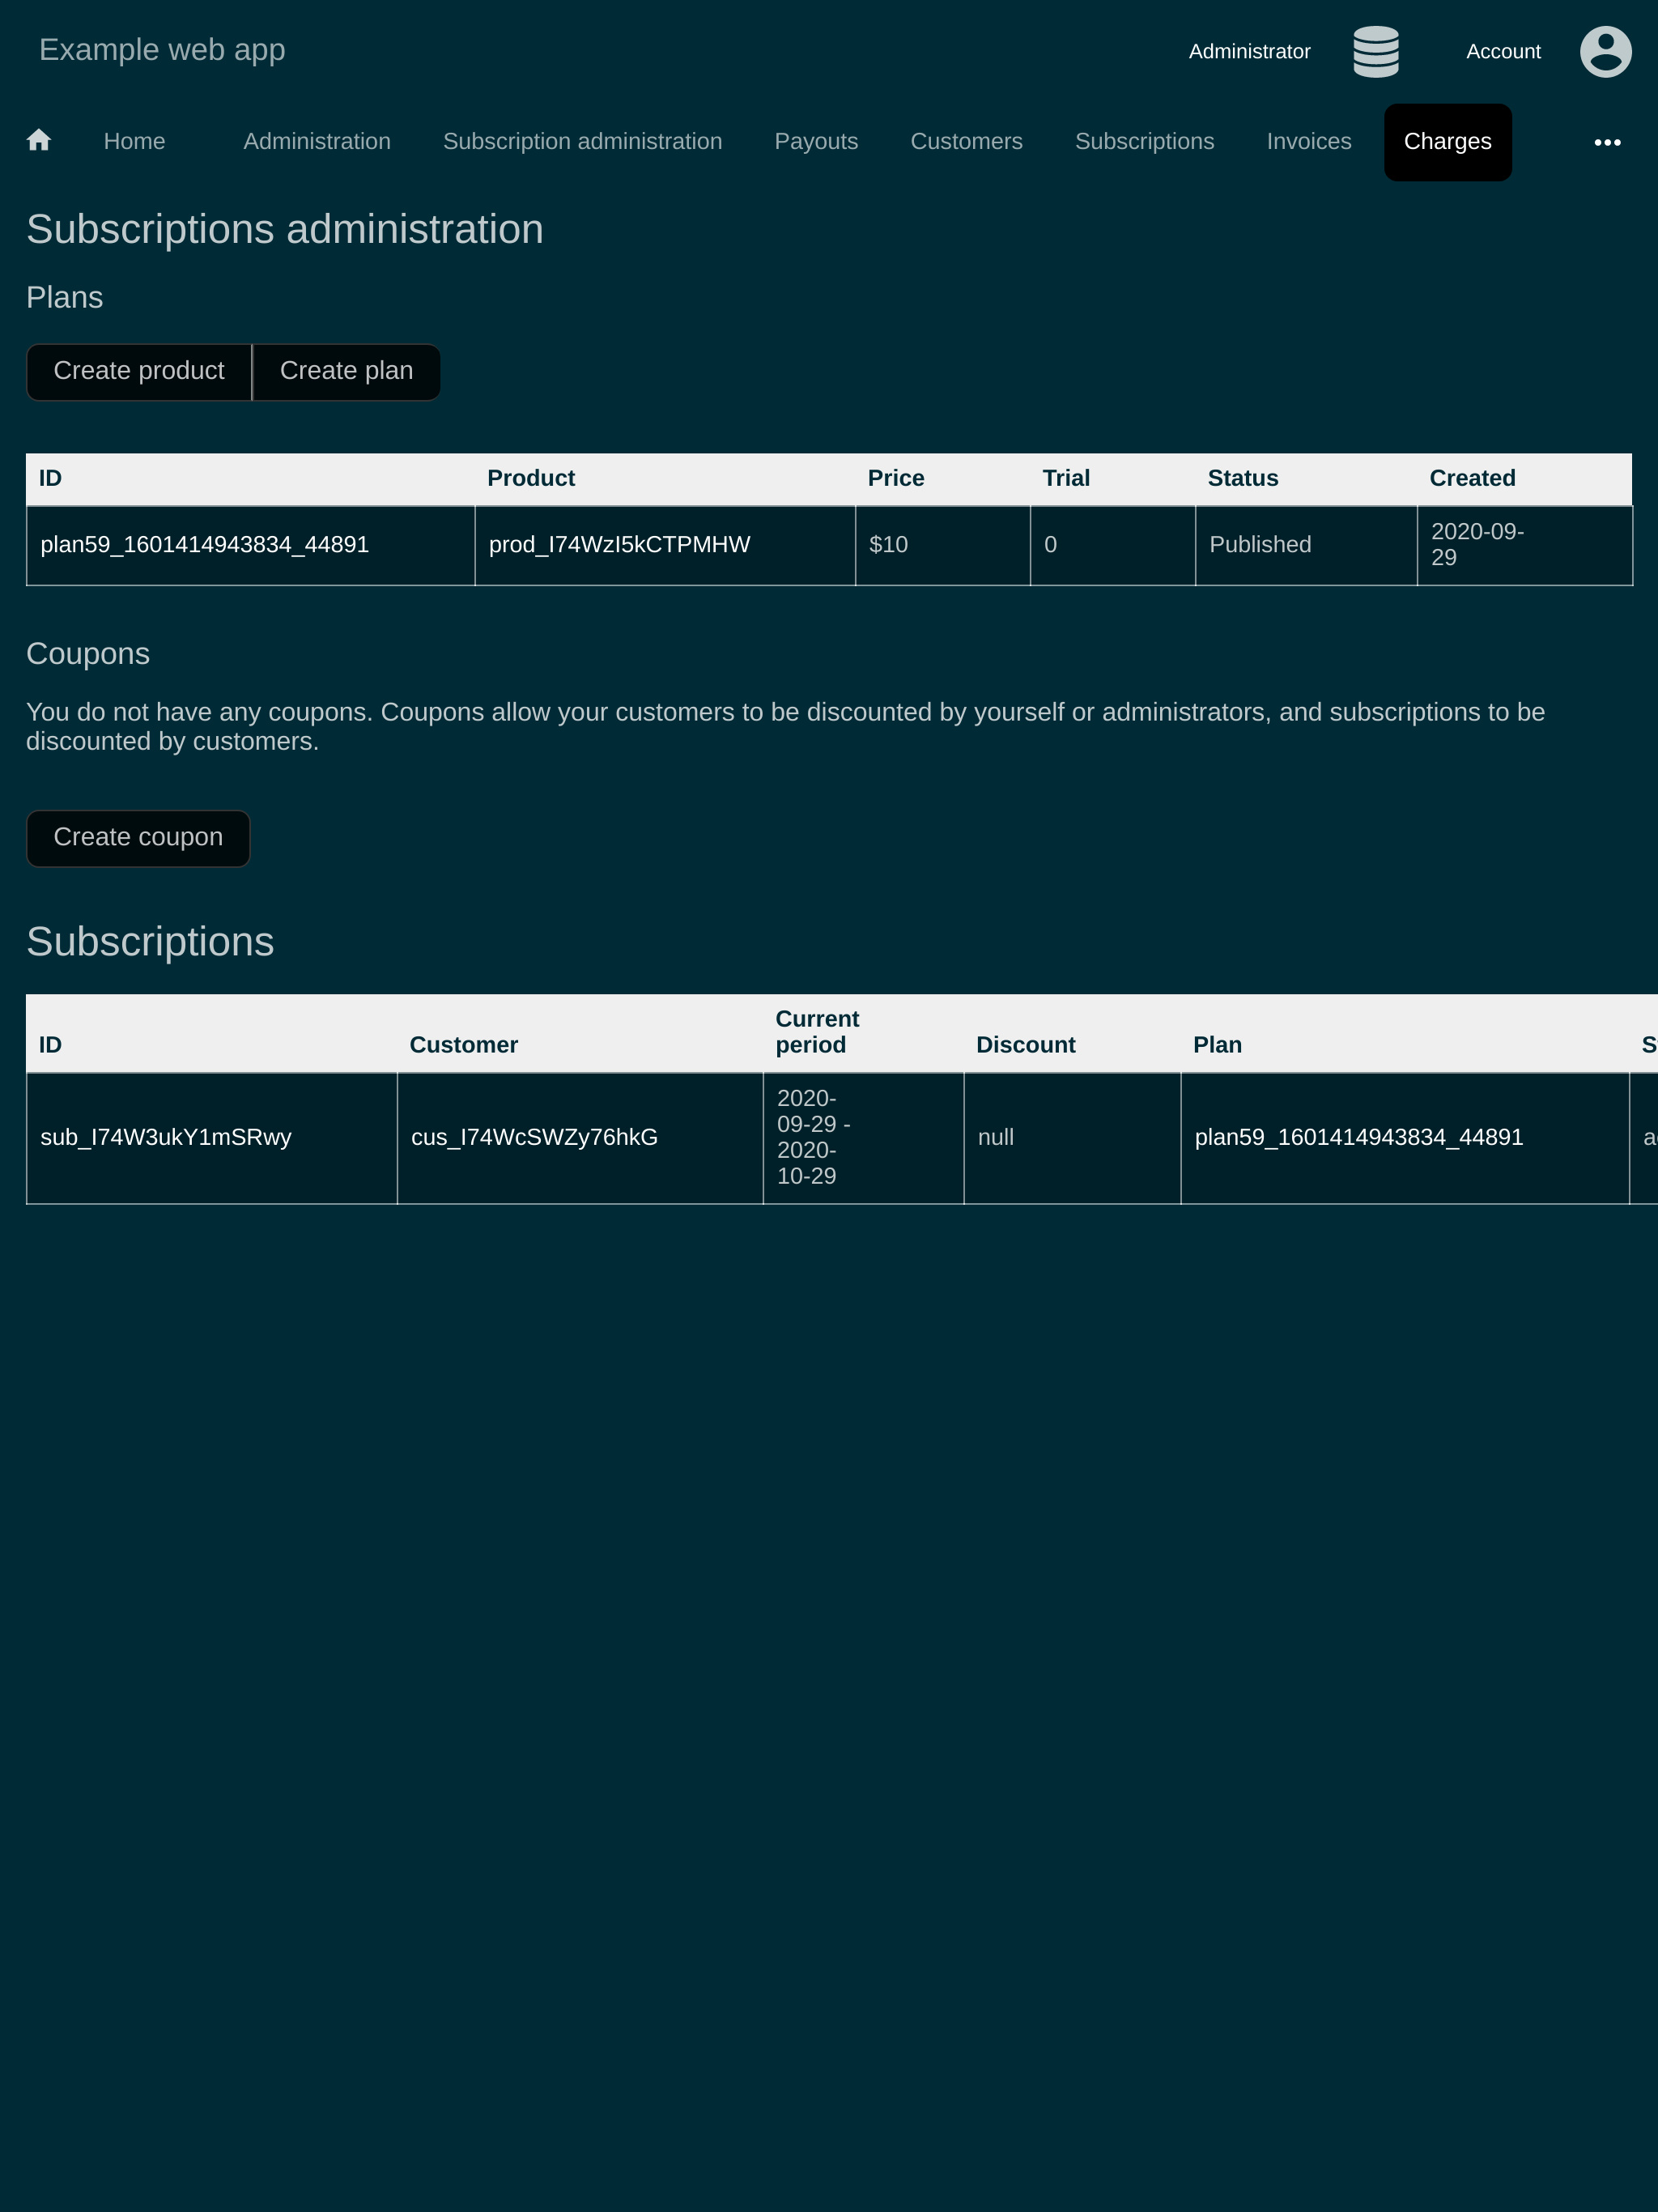 Example web app
Administrator
Account
Home
Administration
Subscription administration
Payouts
Customers
Subscriptions
Invoices
Charges
Subscriptions administration
Plans
Create product
Create plan
ID
Product
Price
Trial
Status
Created
plan59_1601414943834_44891
prod_I74WzI5kCTPMHW
$10
0
Published
2020-09-
29
Coupons
You do not have any coupons. Coupons allow your customers to be discounted by yourself or administrators, and subscriptions to be
discounted by customers.
Create coupon
Subscriptions
ID
Customer
Current
period
Discount
Plan
sub_I74W3ukY1mSRwy
cus_I74WcSWZy76hkG
2020-
09-29 -
2020-
10-29
null
plan59_1601414943834_44891